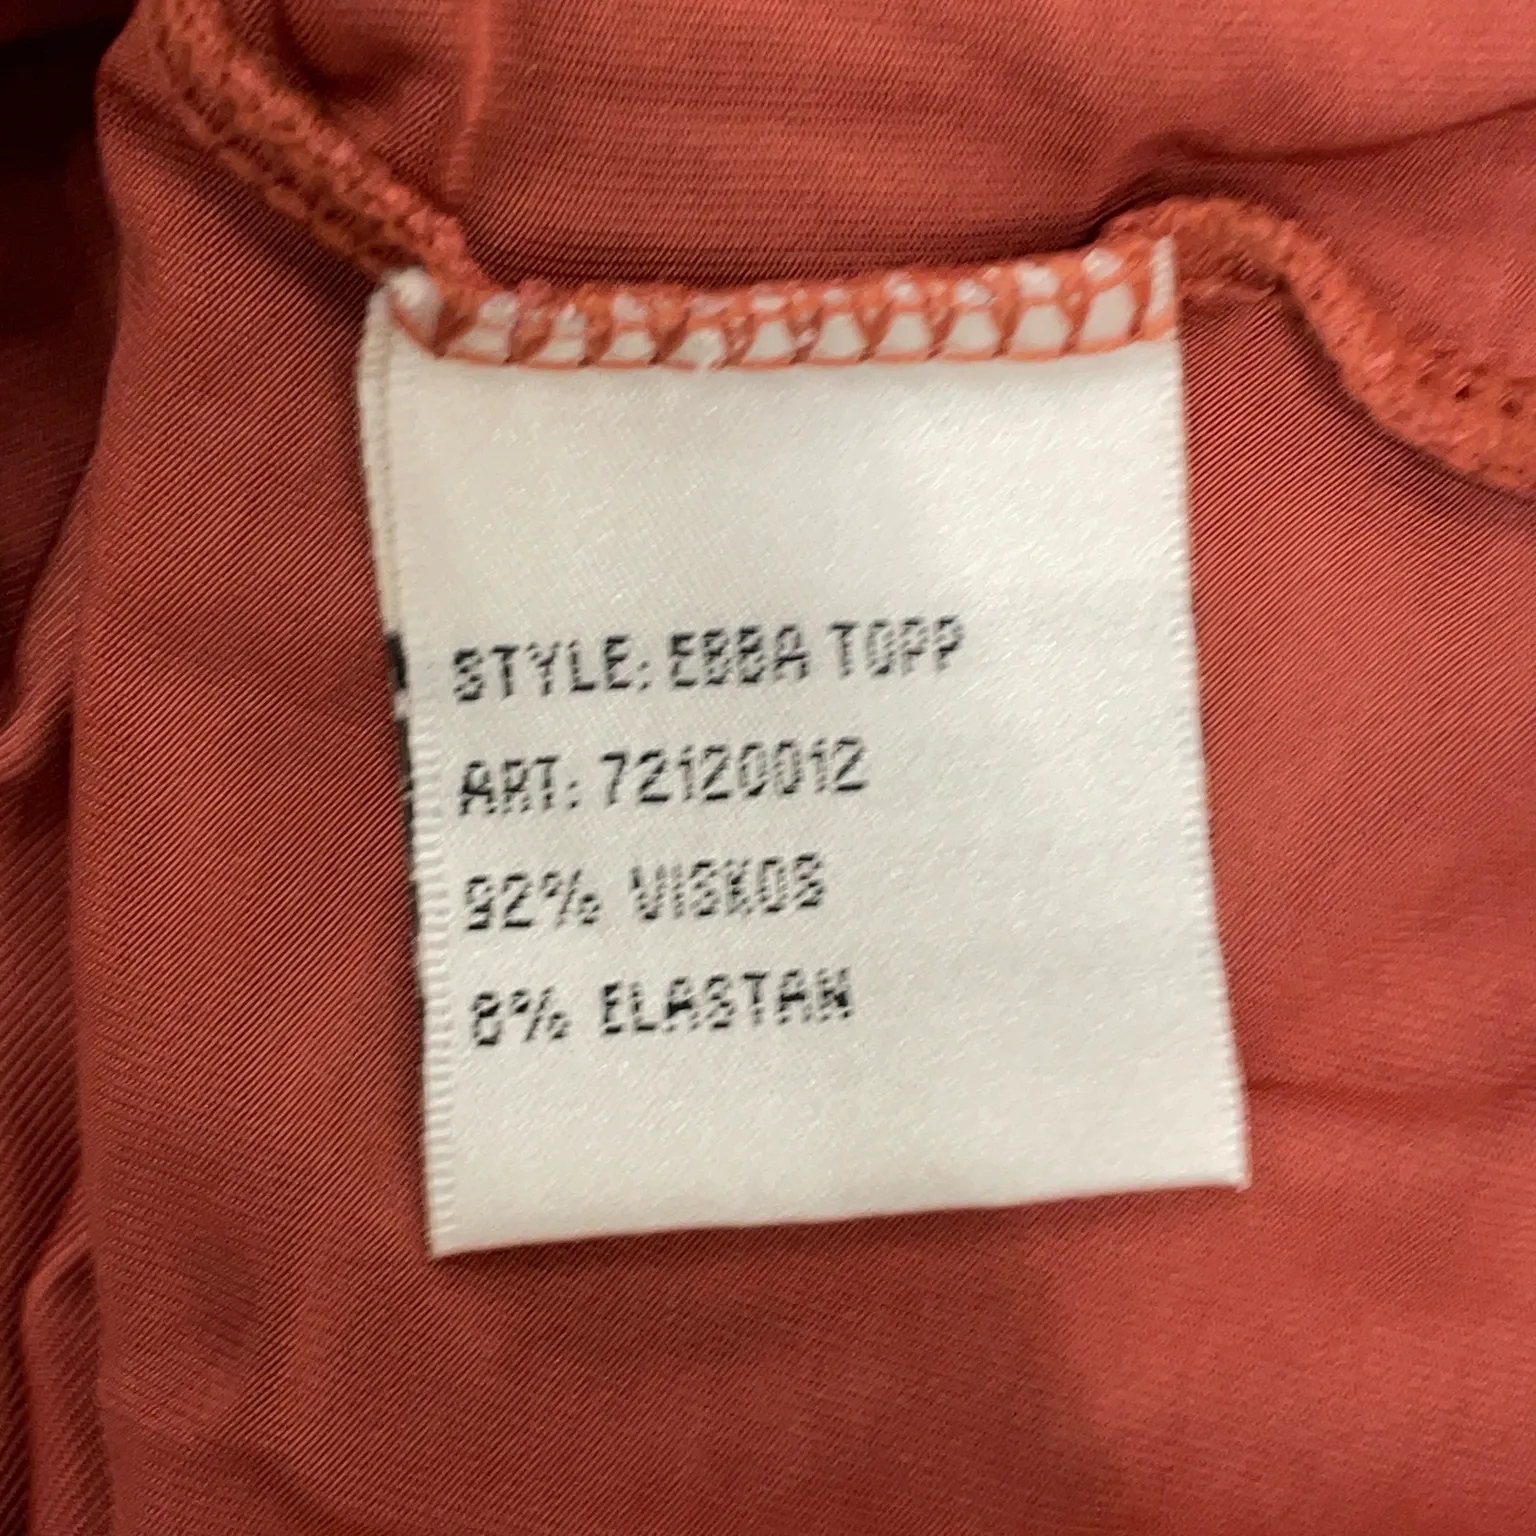 STYLE: EBBA TOPP
ART: 72120012
92% VISKOS
8% ELASTAN